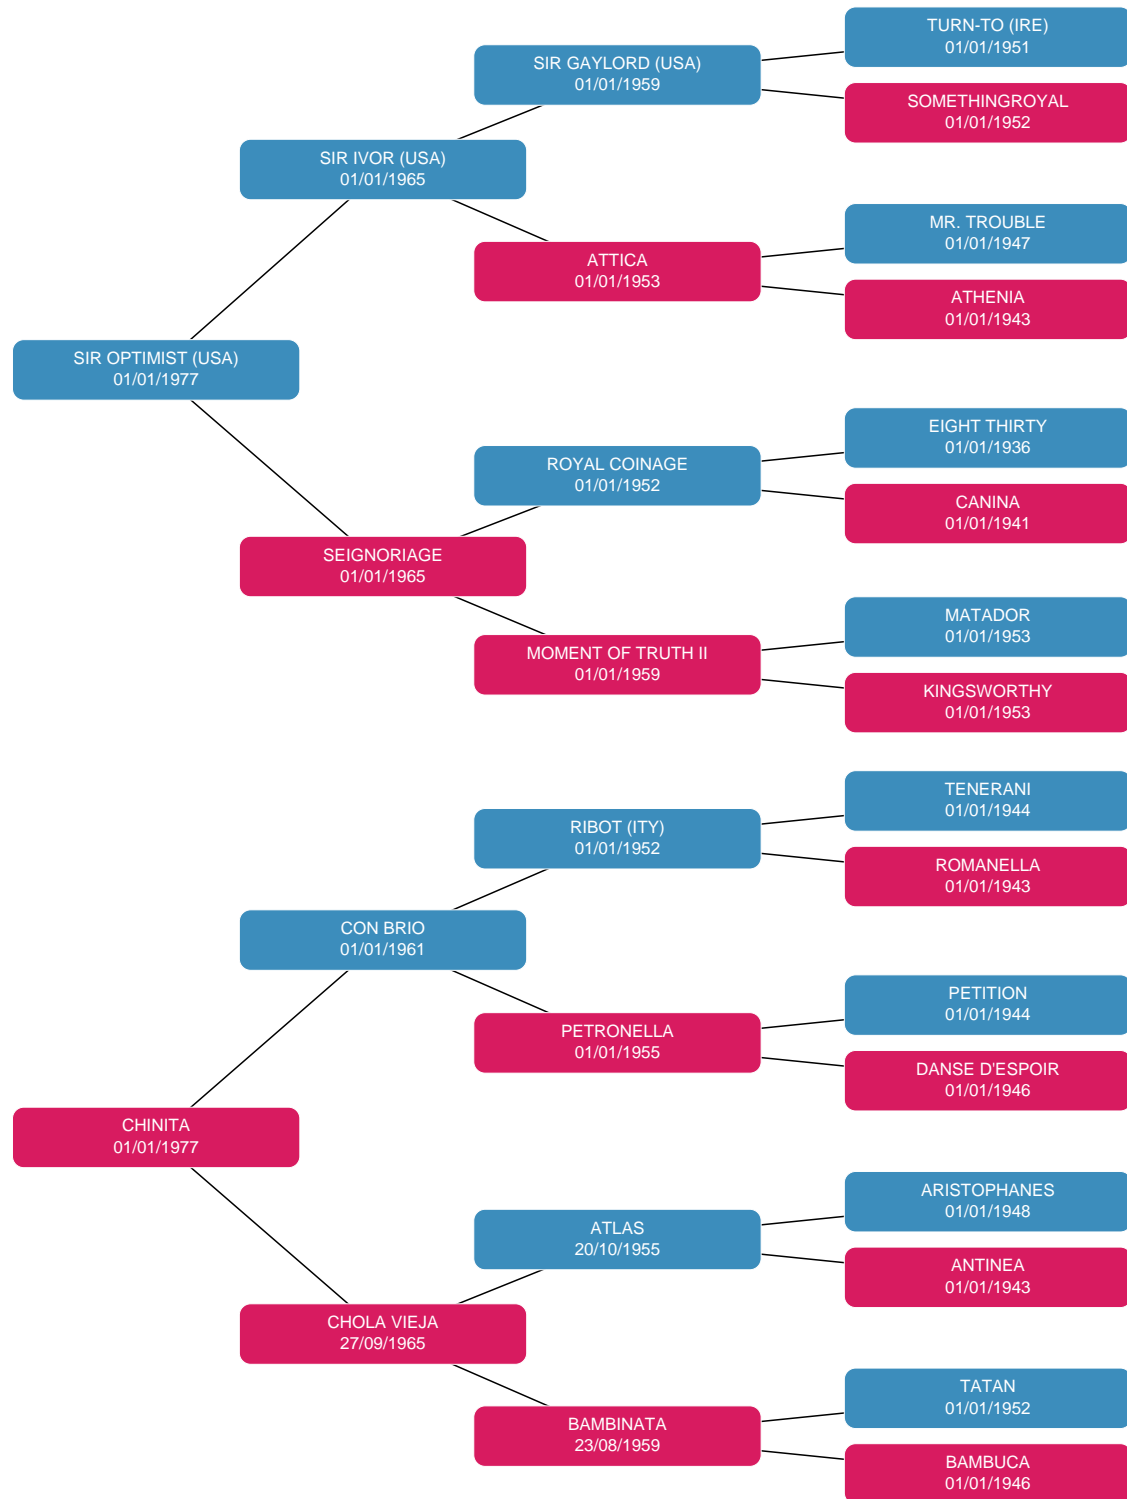 TURN-TO (IRE)
01/01/1951
SIR GAYLORD (USA)
01/01/1959
SOMETHINGROYAL
01/01/1952
SIR IVOR (USA)
01/01/1965
MR. TROUBLE
01/01/1947
ATTICA
01/01/1953
ATHENIA
01/01/1943
SIR OPTIMIST (USA)
01/01/1977
EIGHT THIRTY
01/01/1936
ROYAL COINAGE
01/01/1952
CANINA
01/01/1941
SEIGNORIAGE
01/01/1965
MATADOR
01/01/1953
MOMENT OF TRUTH II
01/01/1959
KINGSWORTHY
01/01/1953
TENERANI
01/01/1944
RIBOT (ITY)
01/01/1952
ROMANELLA
01/01/1943
CON BRIO
01/01/1961
PETITION
01/01/1944
PETRONELLA
01/01/1955
DANSE D'ESPOIR
01/01/1946
CHINITA
01/01/1977
ARISTOPHANES
01/01/1948
ATLAS
20/10/1955
ANTINEA
01/01/1943
CHOLA VIEJA
27/09/1965
TATAN
01/01/1952
BAMBINATA
23/08/1959
BAMBUCA
01/01/1946